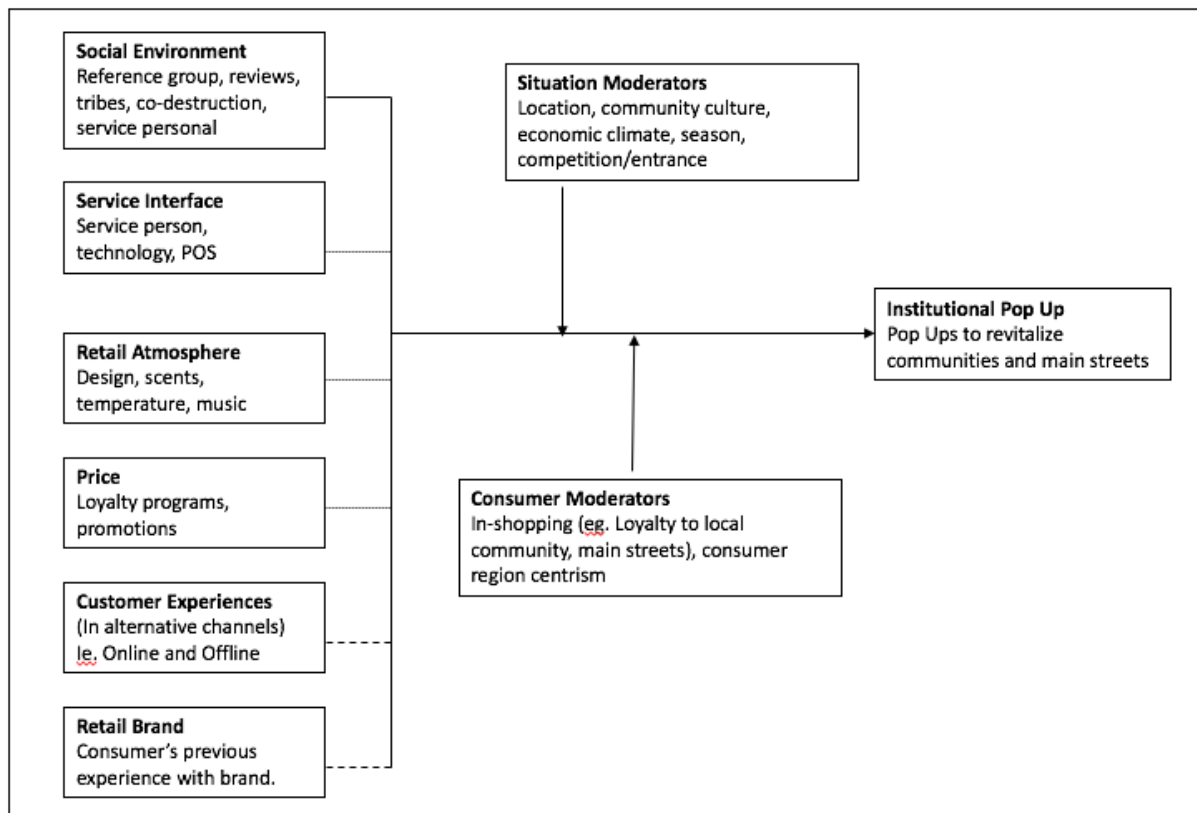 Social Environment
Reference group, reviews,
tribes, co-destruction,
service personal
Service Interface
Service person,
technology, POS
Retail Atmosphere
Design, scents,
temperature, music
Price
Loyalty programs,
promotions
Customer Experiences
(In alternative channels)
Ie. Online and Offline
Retail Brand
Consumer's previous
experience with brand.
Situation Moderators
Location, community culture,
economic climate, season,
competition/entrance
Consumer Moderators
In-shopping (eg. Loyalty to local
community, main streets), consumer
region centrism
Institutional Pop Up
Pop Ups to revitalize
communities and main streets